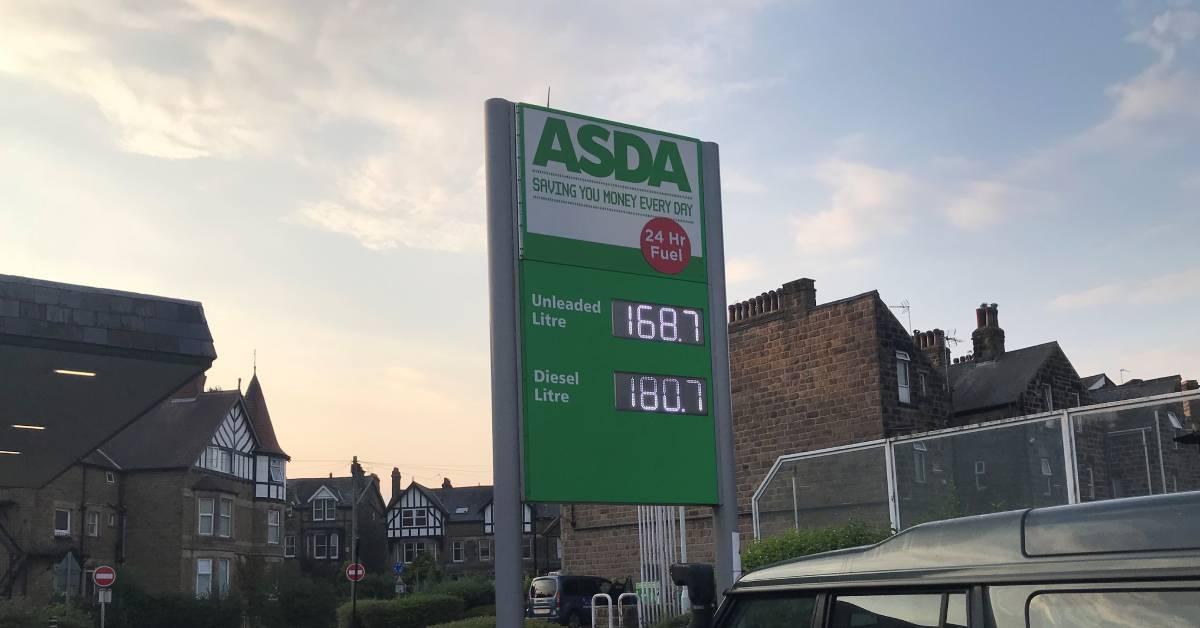 ASDA
SAVING YOU MONEY EVERY DAY
24 Hr
Fuel
Unleaded
Litre
168.7
Diesel
Litre
180.7